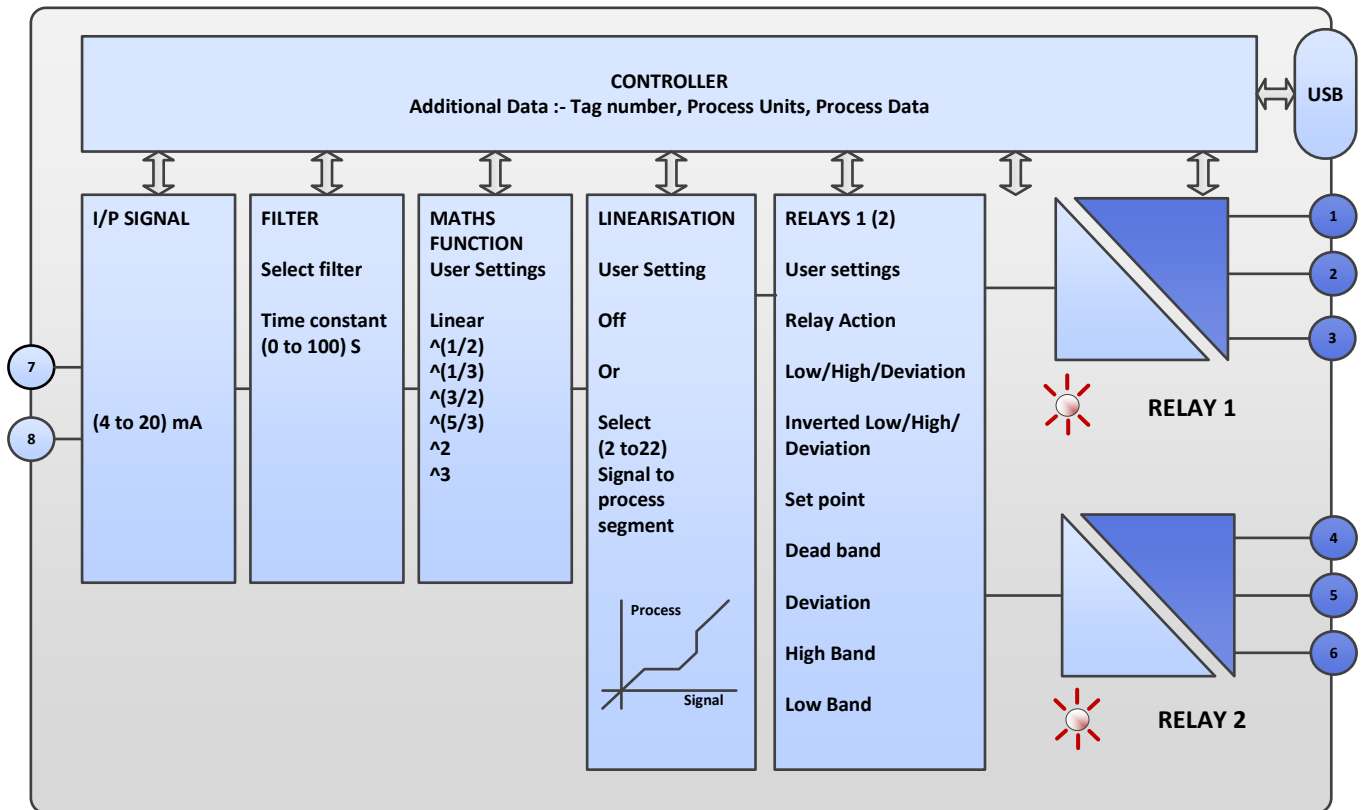 CONTROLLER
Additional Data :- Tag number, Process Units, Process Data
USB
I/P SIGNAL
(4 to 20) mA
7
8
FILTER
Select filter
Time constant
(0 to 100) S
MATHS
FUNCTION
User Settings
Linear
^(1/2)
^(1/3)
^(3/2)
^(5/3)
^2
^3
LINEARISATION
User Setting
Off
Or
Select
(2 to22)
Signal to
process
segment
Process
Signal
RELAYS 1 (2)
User settings
Relay Action
Low/High/Deviation
Inverted Low/High/
Deviation
Set point
Dead band
Deviation
High Band
Low Band
1
2
3
RELAY 1
4
5
6
RELAY 2